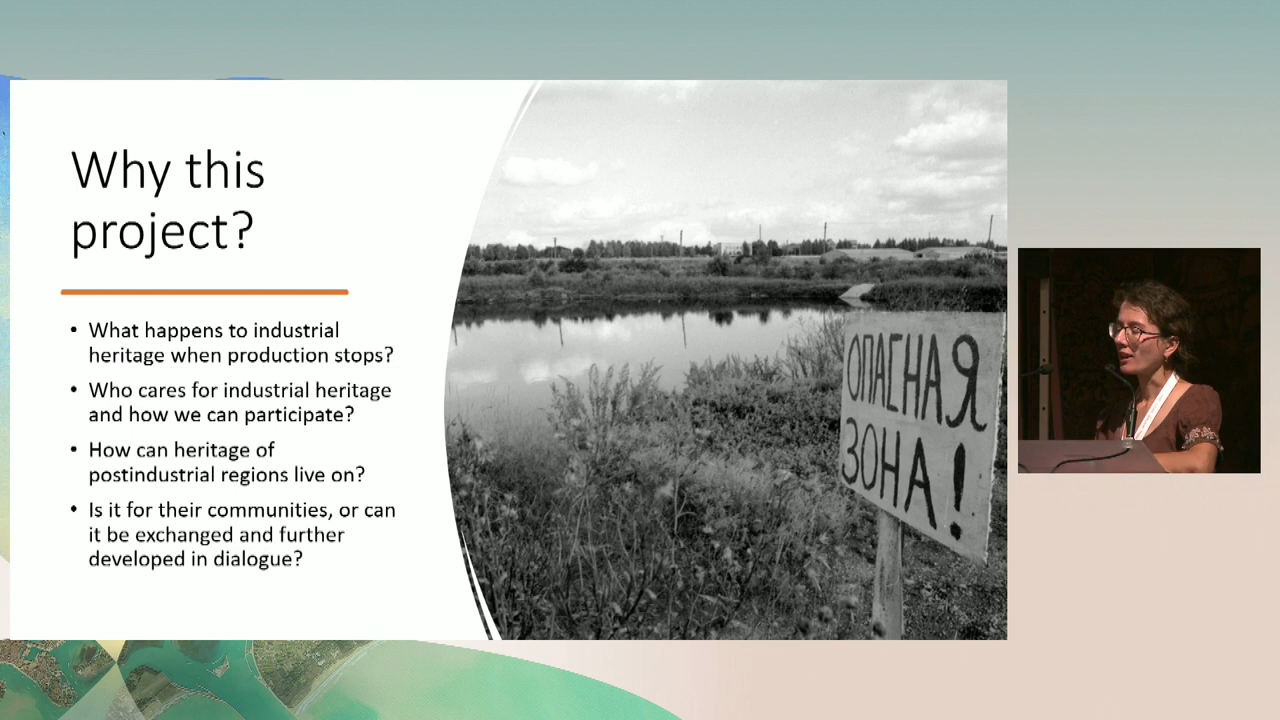 Why this
project?
• What happens to industrial
heritage when production stops?
• Who cares for industrial heritage
and how we can participate?
• How can heritage of
postindustrial regions live on?
• Is it for their communities, or can
it be exchanged and further
developed in dialogue?
ОПАСНАЯ
ЗОНА!